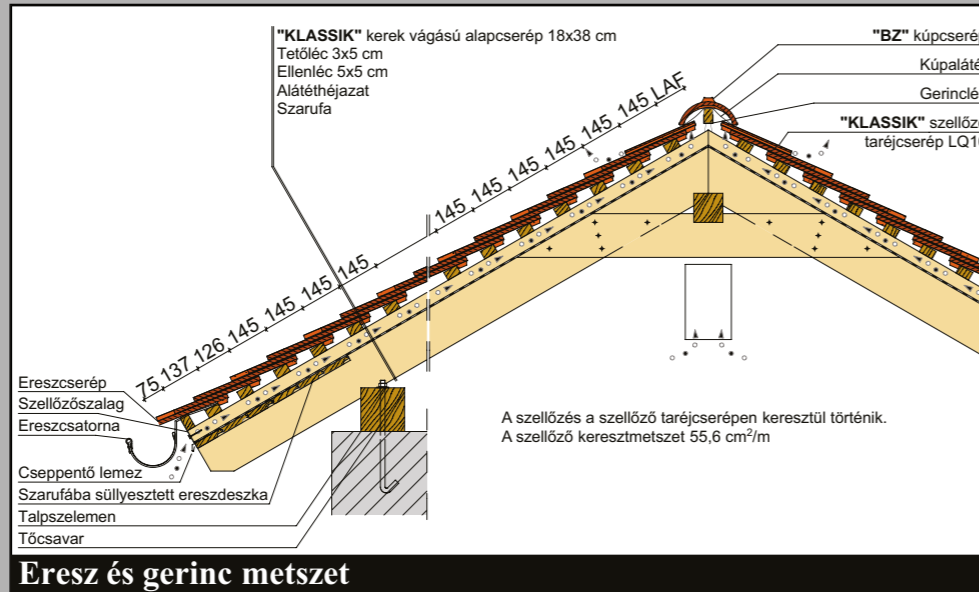 "KLASSIK" kerek vágású alapcserép 18x38 cm
Tetőléc 3x5 cm
Ellenléc 5x5 cm
Alátéthéjazat
Szarufa
"BZ" kúpcserép
Kúpaláté
Gerinclé
"KLASSIK" szellőző
taréjcserép LQ10
75 137 126 145 145 145 145
145 145 145 145 145 145 LAF
Ereszcserép
Szellőzőszalag
Ereszcsatorna
Cseppentő lemez
Szarufába süllyesztett ereszdeszka
Talpszelemen
Tőcsavar
A szellőzés a szellőző taréjcserépen keresztül történik.
A szellőző keresztmetszet 55,6 cm²/m
Eresz és gerinc metszet